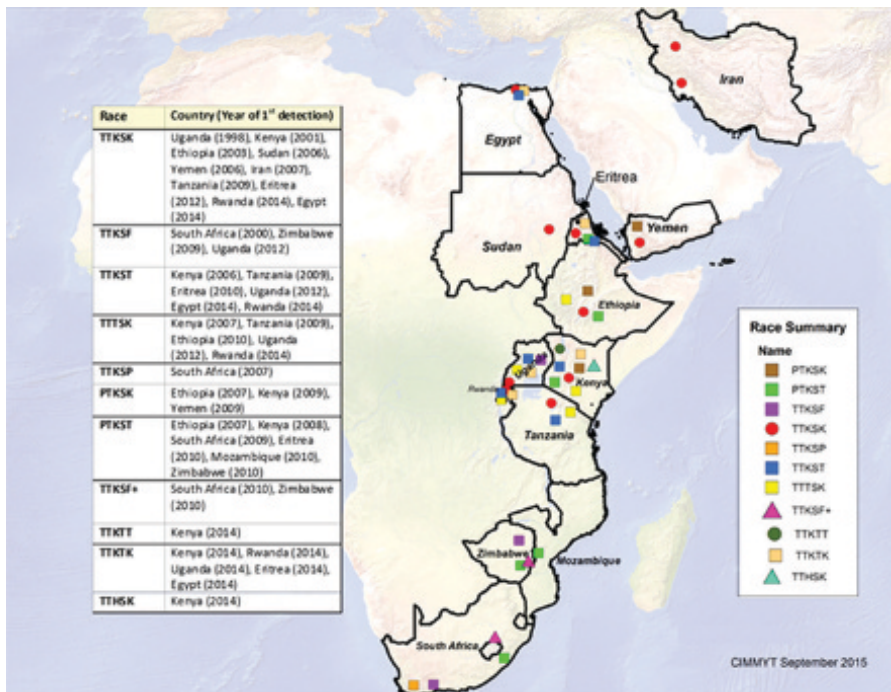 Race Country (Year of 1st detection)
TTKSK Uganda (1998), Kenya (2001),
Ethiopia (2003), Sudan (2006),
Yemen (2006), Iran (2007),
Tanzania (2009), Eritrea
(2012), Rwanda (2014), Egypt
(2014)
TTKSF South Africa (2000), Zimbabwe
(2009), Uganda (2012)
TTKST Kenya (2006), Tanzania (2009),
Eritrea (2010), Uganda (2012),
Egypt (2014), Rwanda (2014)
TTTSK Kenya (2007), Tanzania (2009),
Ethiopia (2010), Uganda
(2012), Rwanda (2014)
TTKSP South Africa (2007)
PTKSK Ethiopia (2007), Kenya (2009),
Yemen (2009)
PTKST Ethiopia (2007), Kenya (2008),
South Africa (2009), Eritrea
(2010), Mozambique (2010),
Zimbabwe (2010)
TTKSF+ South Africa (2010), Zimbabwe
(2010)
TTKTT Kenya (2014)
TTKTK Kenya (2014), Rwanda (2014),
Uganda (2014), Eritrea (2014),
Egypt (2014)
TTHSK Kenya (2014)
Iran
Egypt
Eritrea
Sudan
Yemen
Ethiopia
Rwanda
Kenya
Tanzania
Zimbabwe
Mozambique
South Africa
Race Summary
Name
PTKSK
PTKST
TTKSF
TTKSK
TTKSP
TTKST
TTTSK
TTKSF+
TTKTT
TTKTK
TTHSK
CIMMYT September 2015